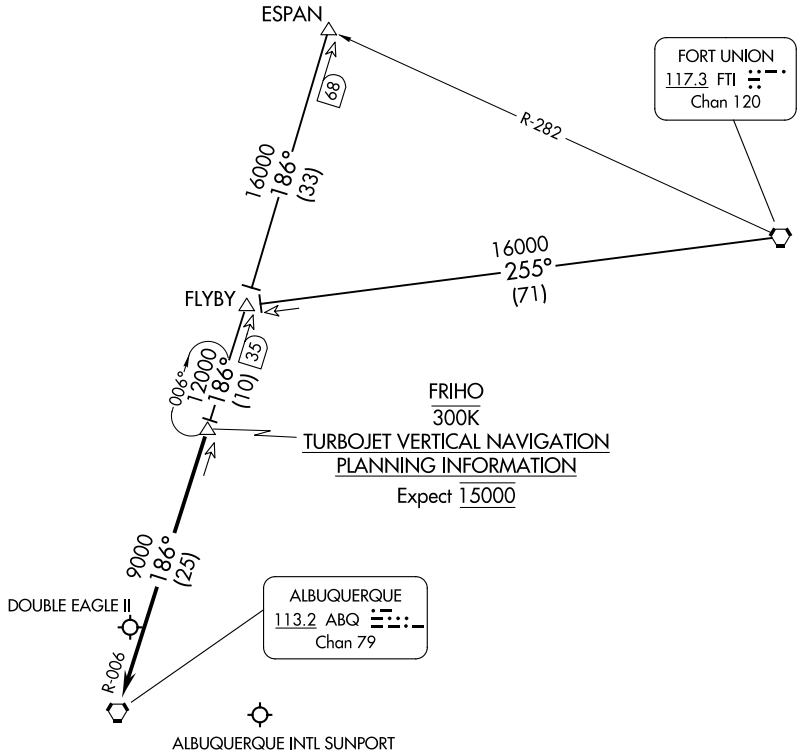 ESPAN
68
FORT UNION
117.3 FTI
Chan 120
R-282
16000
186°
(33)
16000
255°
(71)
FLYBY
35
006°
12000
186°
(10)
FRIHO
300K
TURBOJET VERTICAL NAVIGATION
PLANNING INFORMATION
Expect 15000
9000
186°
(25)
DOUBLE EAGLE II
ALBUQUERQUE
113.2 ABQ
Chan 79
R-006
ALBUQUERQUE INTL SUNPORT